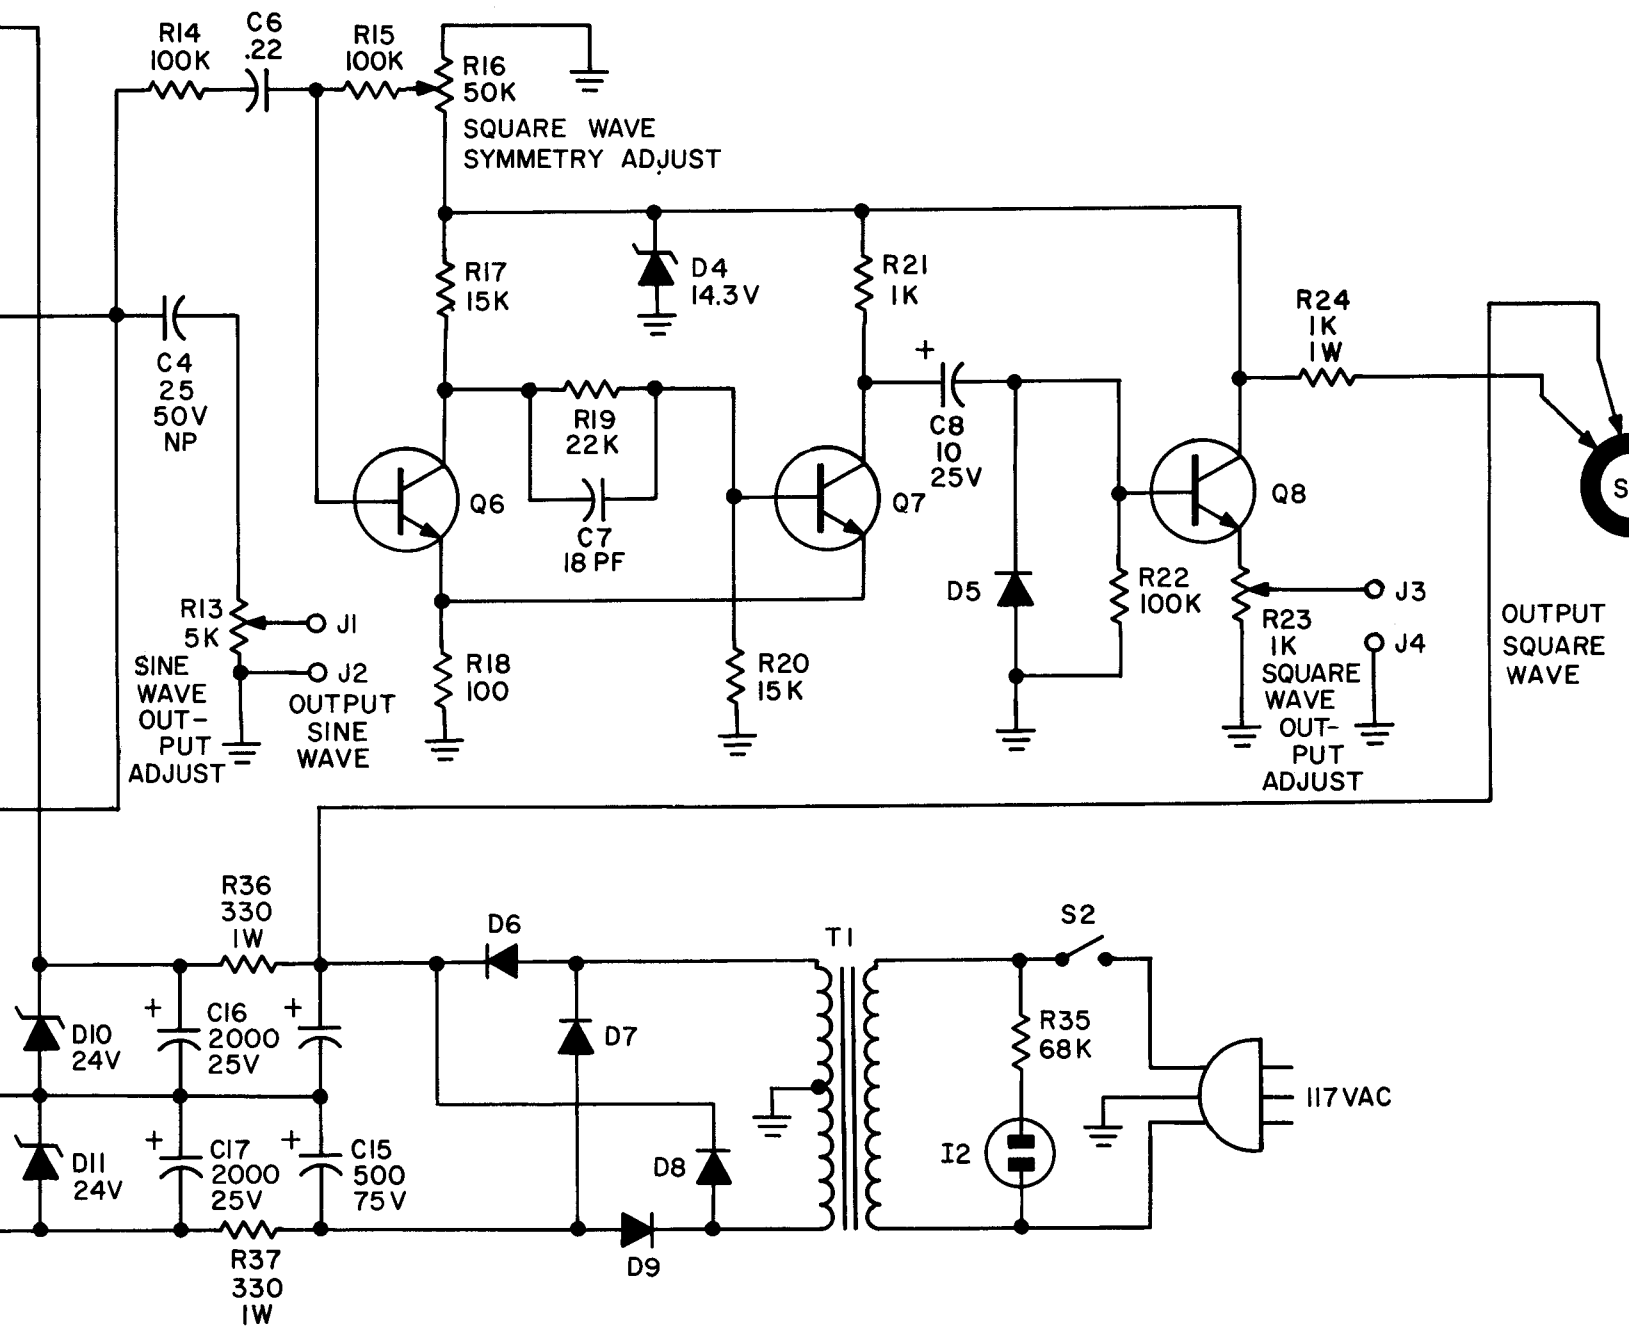 R14
100K
C6
.22
R15
100K
R16
50K
SQUARE WAVE
SYMMETRY ADJUST
R17
15K
D4
14.3V
R21
1K
R24
1K
1W
C4
25
50V
NP
R19
22K
C7
18PF
Q6
Q7
C8
+
10
25V
Q8
S
R13
5K
SINE
WAVE
OUT-
PUT
ADJUST
J1
J2
OUTPUT
SINE
WAVE
R18
100
R20
15K
D5
R22
100K
R23
1K
SQUARE
WAVE
OUT-
PUT
ADJUST
J3
J4
OUTPUT
SQUARE
WAVE
R36
330
1W
D6
T1
S2
D10
24V
+
C16
2000
25V
+
D7
R35
68K
117VAC
D11
24V
+
C17
2000
25V
+
C15
500
75V
D8
I2
R37
330
1W
D9